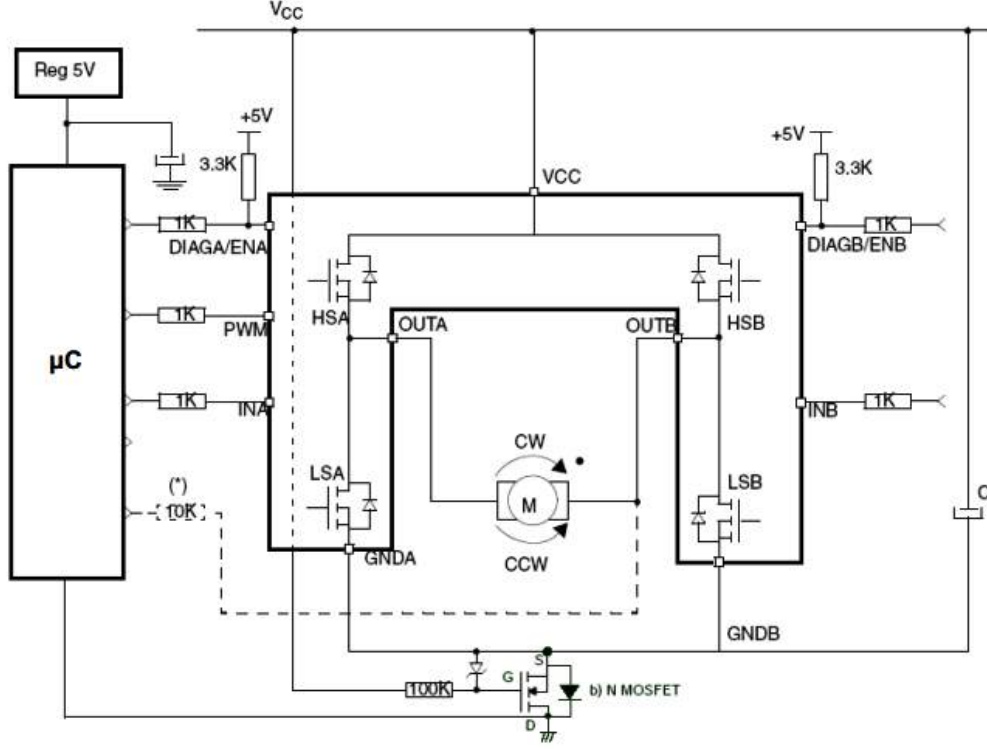 VCC
Reg 5V
+5V
+5V
3.3K
3.3K
VCC
1K
1K
DIAGA/ENA
DIAGB/ENB
HSA
HSB
1K
OUTA
OUTB
PWM
µC
1K
1K
INA
INB
CW
LSA
LSB
(*)
10K
M
C
GNDA
CCW
GNDB
S
G
100K
b) N MOSFET
D